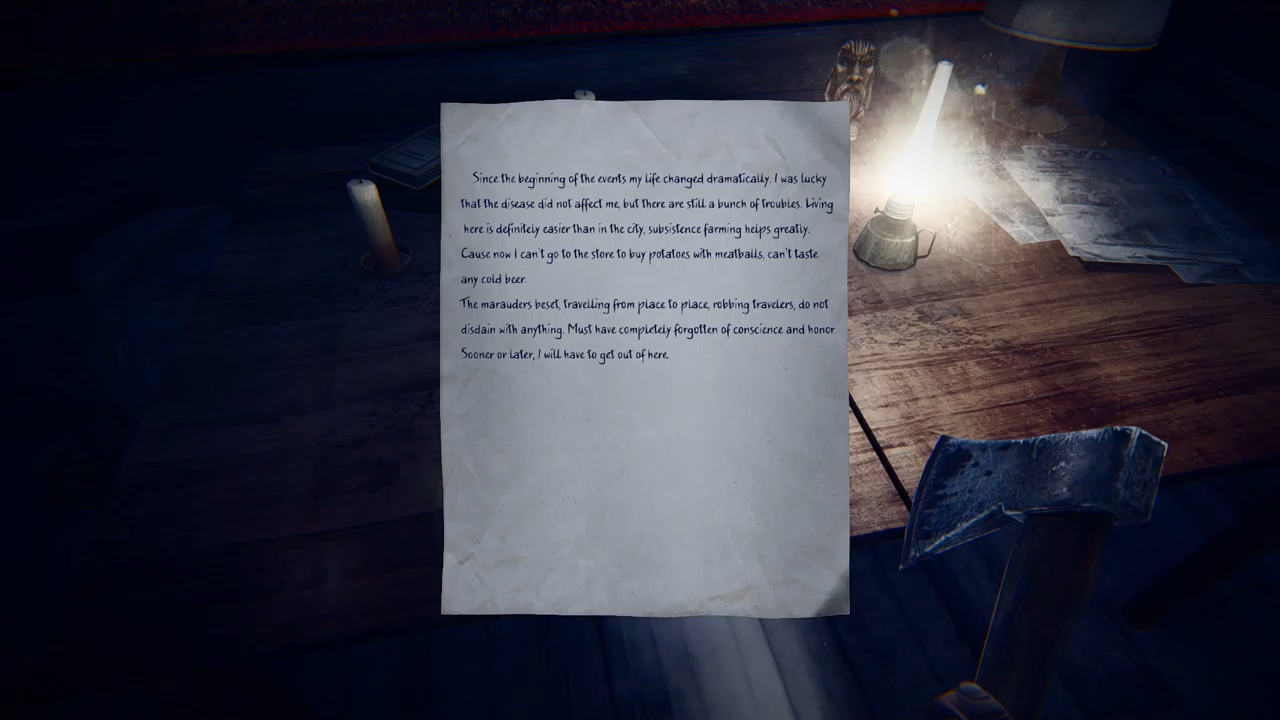 Since the beginning of the events my life changed dramatically. I was lucky
that the disease did not affect me, but there are still a bunch of troubles. Living
here is definitely easier than in the city, subsistence farming helps greatly.
Cause now I can't go to the store to buy potatoes with meatballs, can't taste
any cold beer.
The marauders beset, travelling from place to place, robbing travelers, do not
disdain with anything. Must have completely forgotten of conscience and honor.
Sooner or later, I will have to get out of here.